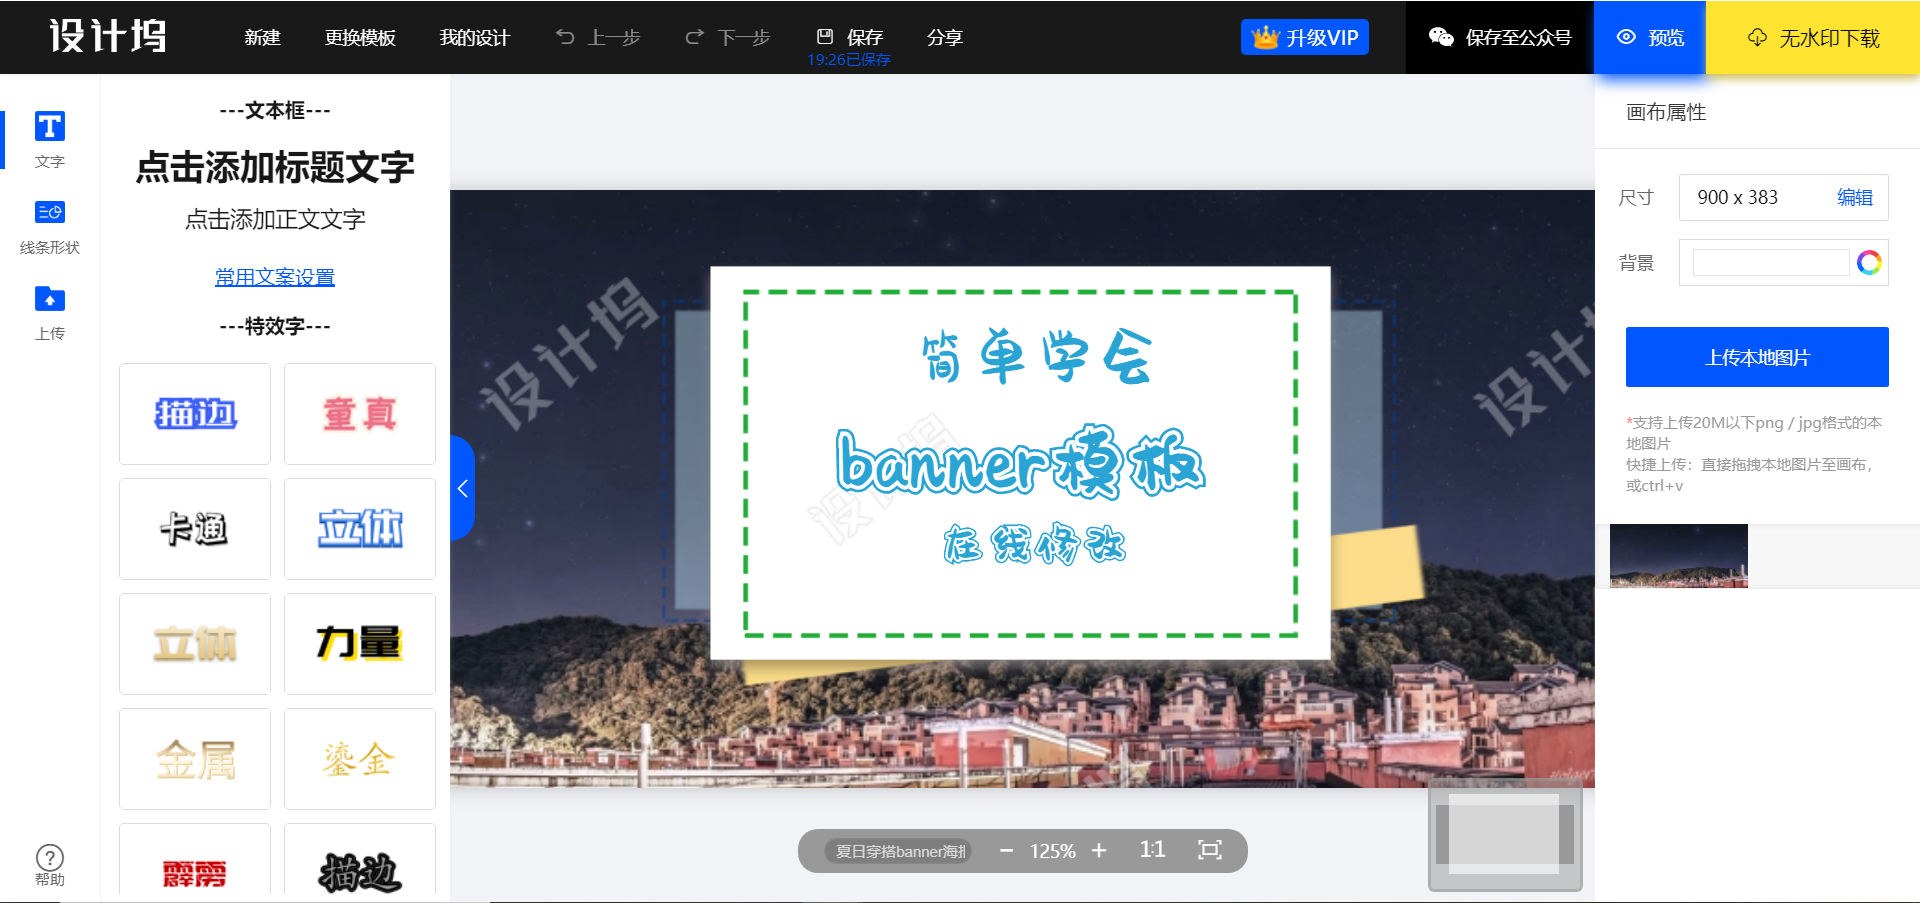 设计坞
新建
更换模板
我的设计
上一步
下一步
保存
19:26已保存
分享
升级VIP
保存至公众号
预览
无水印下载
文字
线条形状
上传
帮助
---文本框---
点击添加标题文字
点击添加正文文字
常用文案设置
---特效字---
描边
童真
卡通
立体
立体
力量
金属
鎏金
霹雳
描边
设计坞
设计坞
设计坞
简单学会
banner模板
在线修改
夏日穿搭banner海报
125%
1:1
画布属性
尺寸
900 x 383
编辑
背景
上传本地图片
*支持上传20M以下png / jpg格式的本
地图片
快捷上传：直接拖拽本地图片至画布，
或ctrl+v